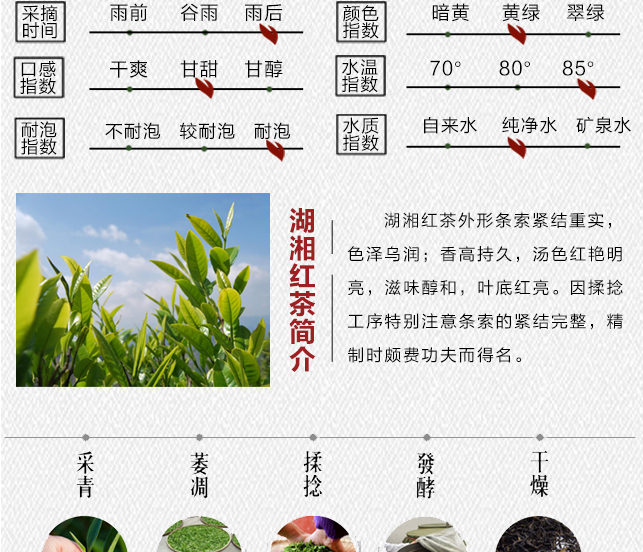 采摘时间 雨前 谷雨 雨后
颜色指数 暗黄 黄绿 翠绿
口感指数 干爽 甘甜 甘醇
水温指数 70° 80° 85°
耐泡指数 不耐泡 较耐泡 耐泡
水质指数 自来水 纯净水 矿泉水
湖湘红茶简介
湖湘红茶外形条索紧结重实，
色泽乌润；香高持久，汤色红艳明
亮，滋味醇和，叶底红亮。因揉捻
工序特别注意条索的紧结完整，精
制时颇费功夫而得名。
采青
萎凋
揉捻
發酵
干燥